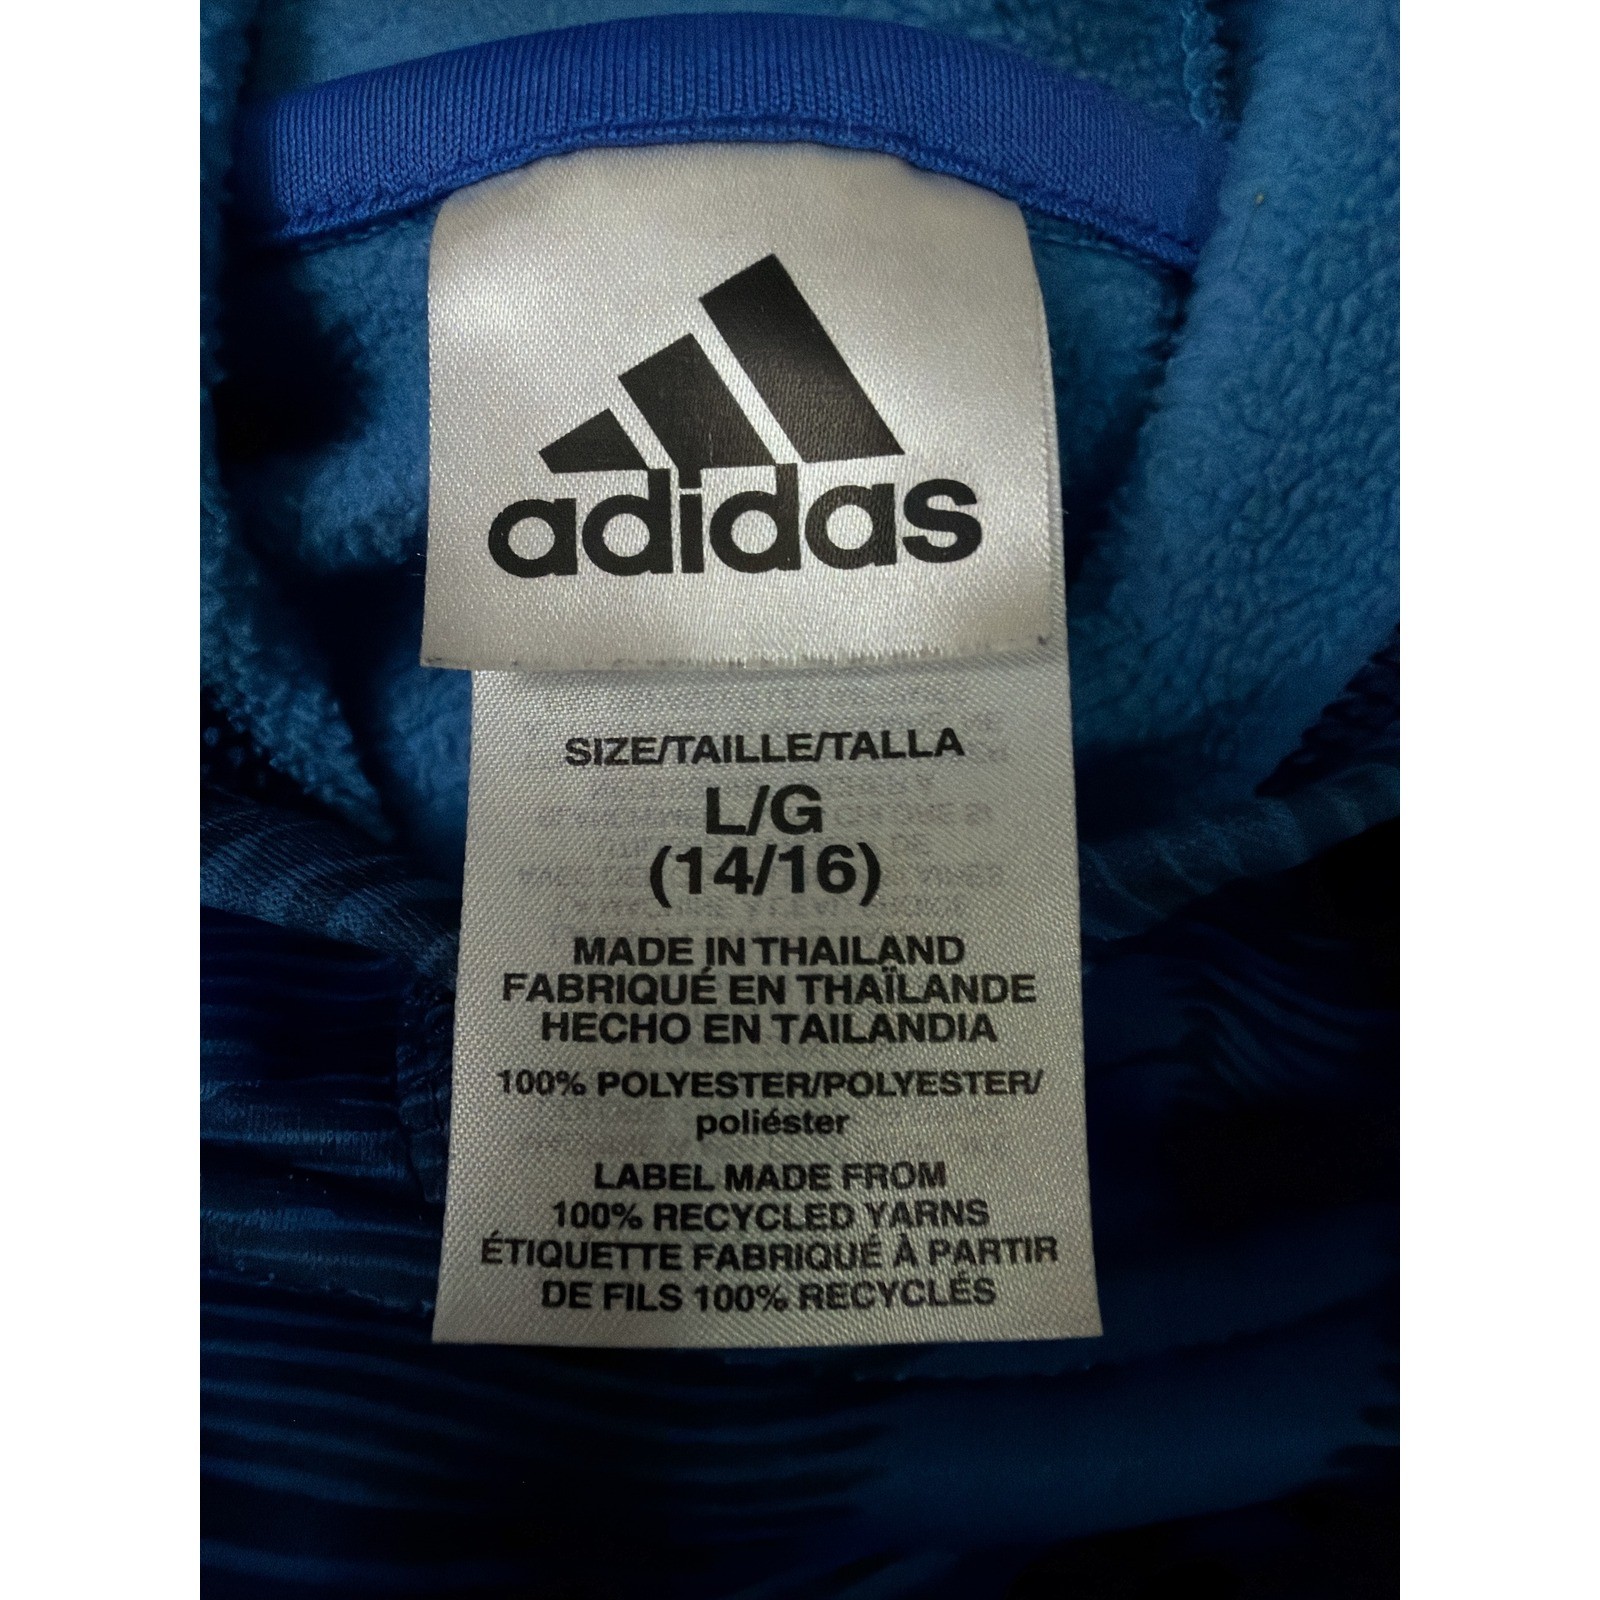 adidas
SIZE/TAILLE/TALLA
L/G
(14/16)
MADE IN THAILAND
FABRIQUÉ EN THAÏLANDE
HECHO EN TAILANDIA
100% POLYESTER/POLYESTER/
poliéster
LABEL MADE FROM
100% RECYCLED YARNS
ÉTIQUETTE FABRIQUÉ À PARTIR
DE FILS 100% RECYCLÉS